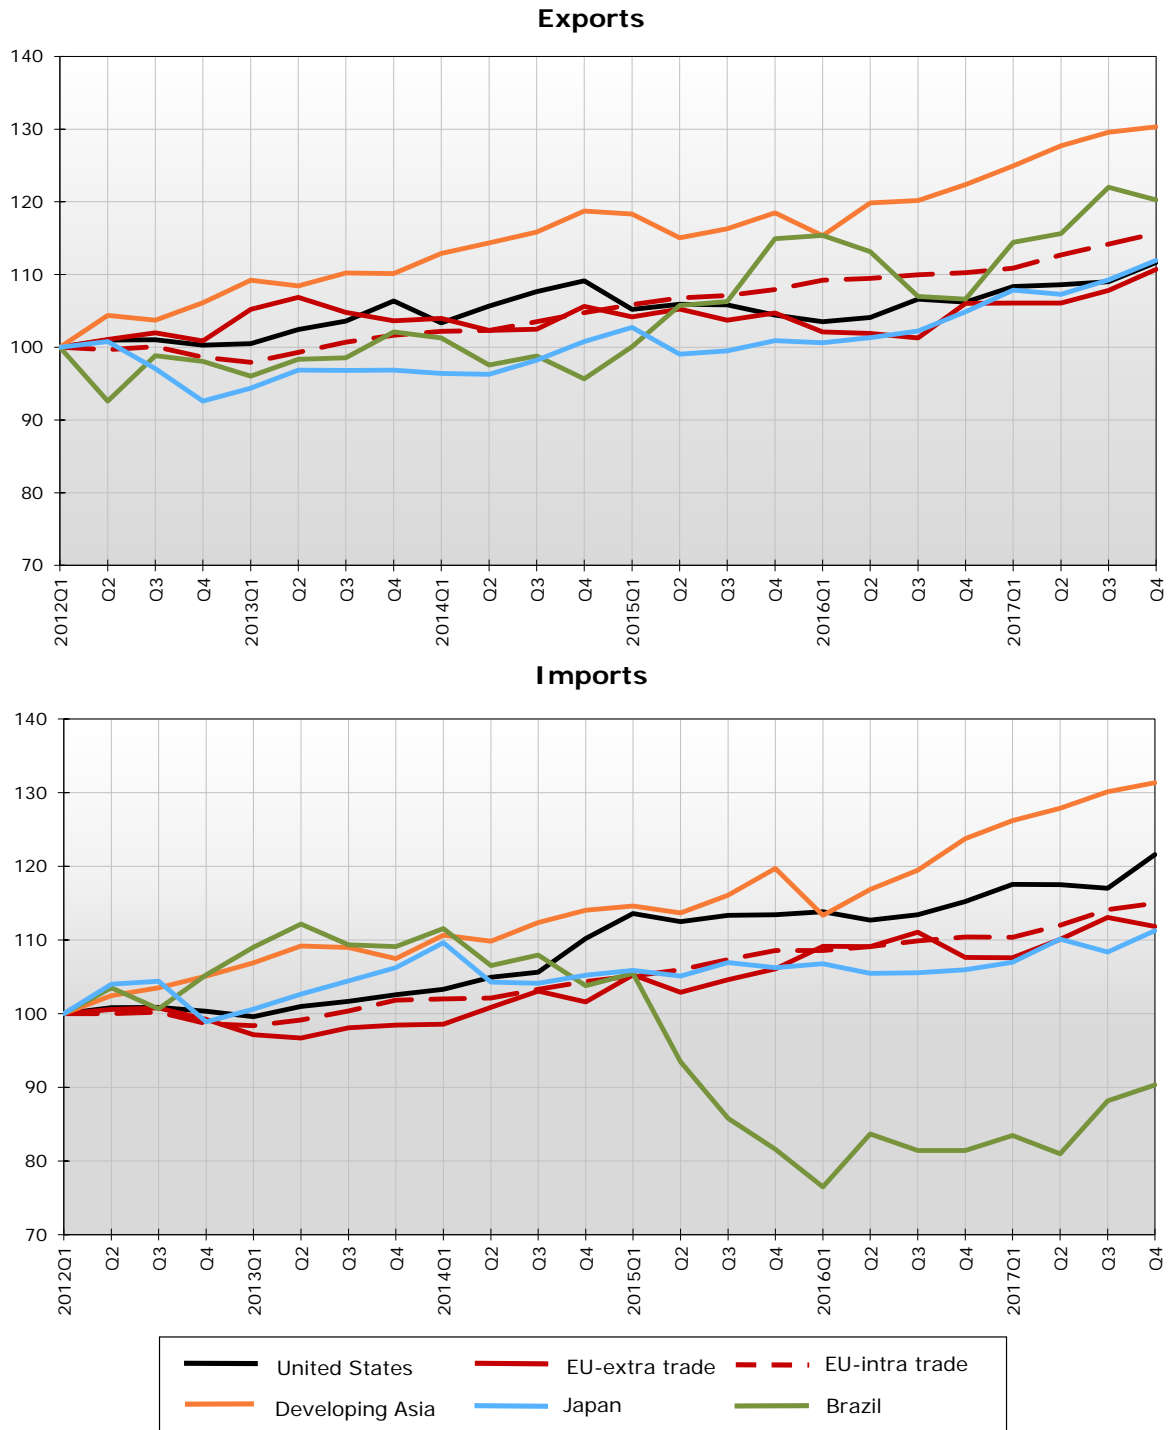 Exports
140
130
120
110
100
90
80
70
2012Q1 Q2 Q3 Q4 2013Q1 Q2 Q3 Q4 2014Q1 Q2 Q3 Q4 2015Q1 Q2 Q3 Q4 2016Q1 Q2 Q3 Q4 2017Q1 Q2 Q3 Q4
Imports
140
130
120
110
100
90
80
70
2012Q1 Q2 Q3 Q4 2013Q1 Q2 Q3 Q4 2014Q1 Q2 Q3 Q4 2015Q1 Q2 Q3 Q4 2016Q1 Q2 Q3 Q4 2017Q1 Q2 Q3 Q4
United States EU-extra trade EU-intra trade
Developing Asia Japan Brazil